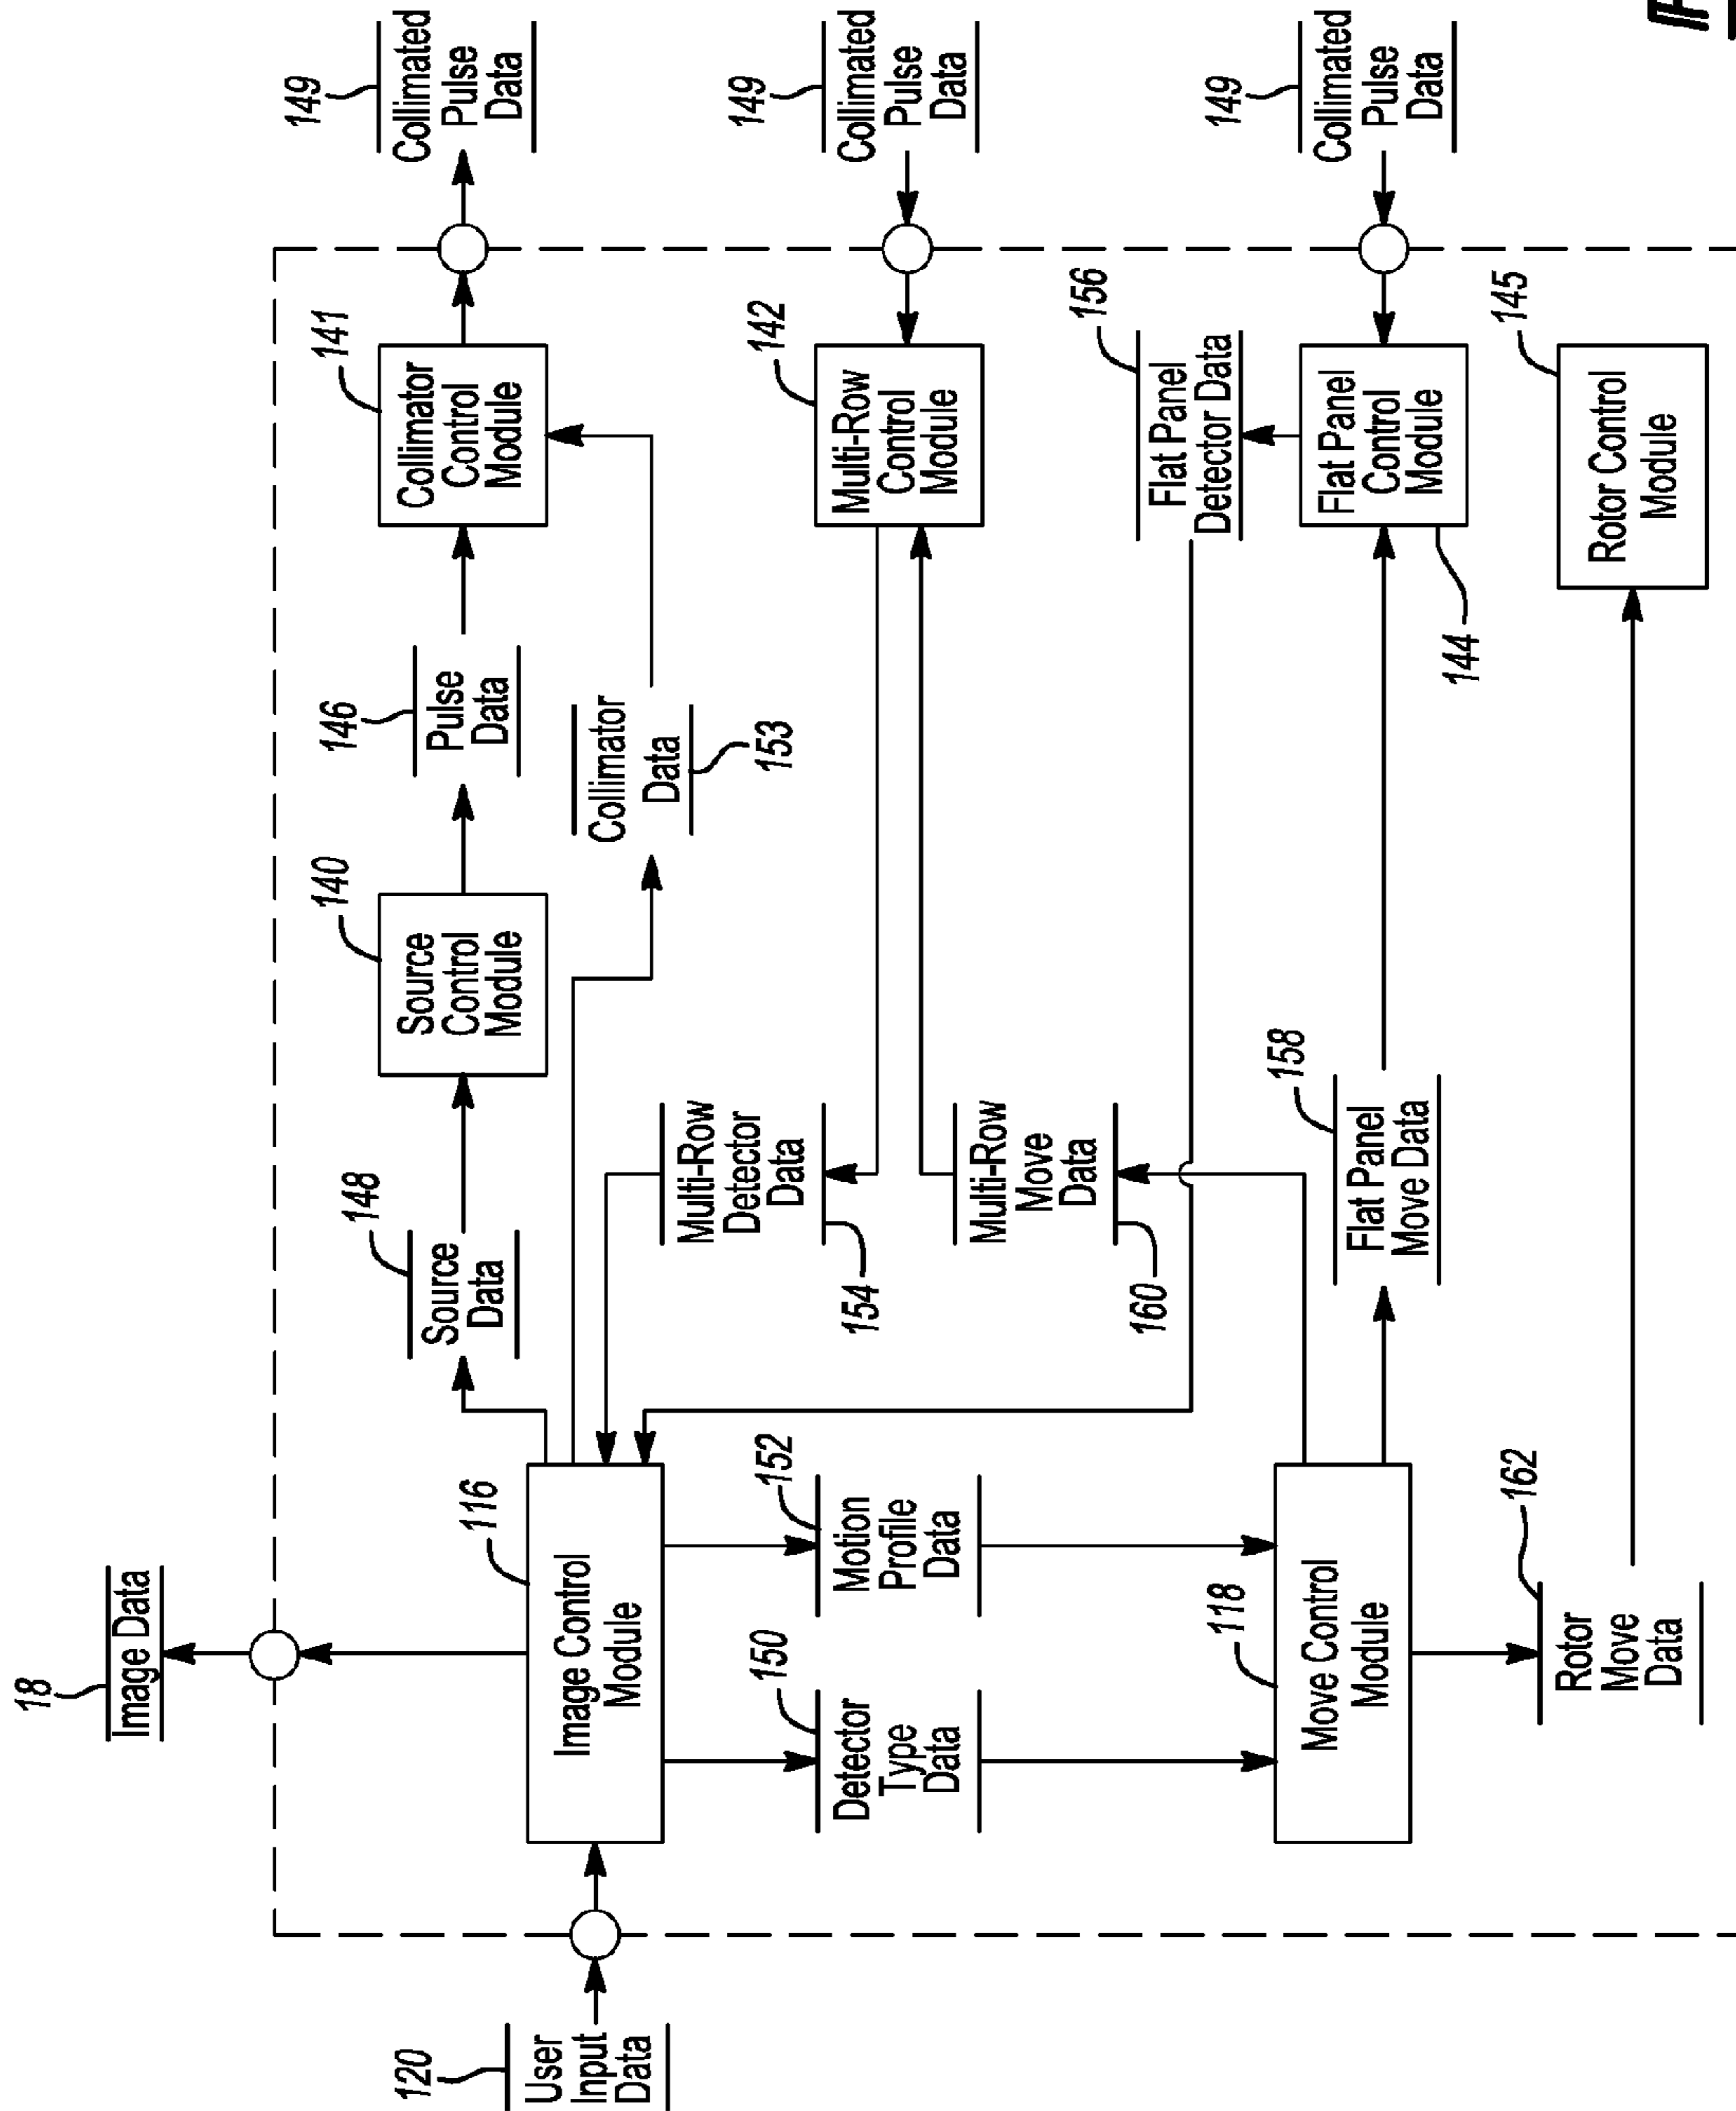 18
Image Data
120
User
Input
Data
116
Image Control
Module
148
Source
Data
140
Source
Control
Module
146
Pulse
Data
141
Collimator
Control
Module
149
Collimated
Pulse
Data
Collimator
Data
153
150
Detector
Type
Data
152
Motion
Profile
Data
Multi-Row
Detector
Data
154
142
Multi-Row
Control
Module
149
Collimated
Pulse
Data
Multi-Row
Move
Data
160
156
Flat Panel
Detector Data
118
Move Control
Module
158
Flat Panel
Move Data
Flat Panel
Control
Module
144
149
Collimated
Pulse
Data
162
Rotor
Move
Data
145
Rotor Control
Module